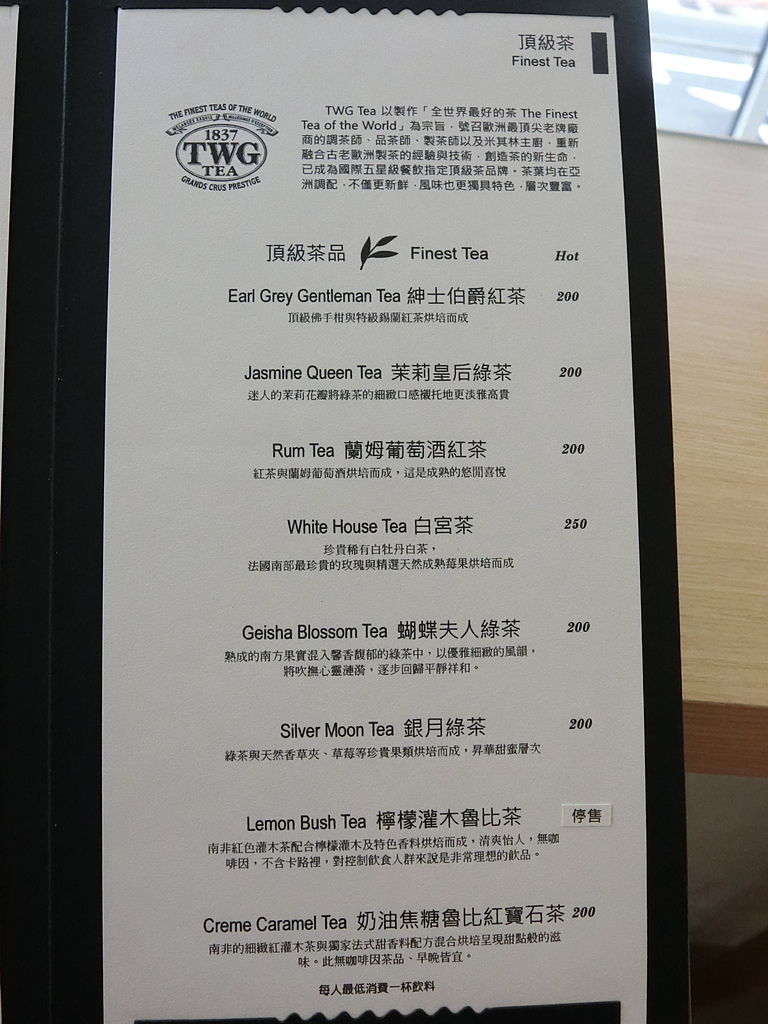 頂級茶
Finest Tea
THE FINEST TEAS OF THE WORLD
1837
TWG
TEA
GRANDS CRUS PRESTIGE
TWG Tea 以製作「全世界最好的茶 The Finest
Tea of the World」為宗旨，號召歐洲最頂尖老牌廠
商的調茶師、品茶師、製茶師以及米其林主廚，重新
融合古老歐洲製茶的經驗與技術，創造茶的新生命，
已成為國際五星級餐飲指定頂級茶品牌。茶葉均在亞
洲調配，不僅更新鮮，風味也更獨具特色，層次豐富。
頂級茶品 Finest Tea Hot
Earl Grey Gentleman Tea 紳士伯爵紅茶 200
頂級佛手柑與特級錫蘭紅茶烘培而成
Jasmine Queen Tea 茉莉皇后綠茶 200
迷人的茉莉花瓣將綠茶的細緻口感襯托地更淡雅高貴
Rum Tea 蘭姆葡萄酒紅茶 200
紅茶與蘭姆葡萄酒烘培而成，這是成熟的悠閒喜悅
White House Tea 白宮茶 250
珍貴稀有白牡丹白茶，
法國南部最珍貴的玫瑰與精選天然成熟莓果烘培而成
Geisha Blossom Tea 蝴蝶夫人綠茶 200
熟成的南方果實混入馨香馥郁的綠茶中，以優雅細緻的風韻，
將吹撫心靈漣漪，逐步回歸平靜祥和。
Silver Moon Tea 銀月綠茶 200
綠茶與天然香草夾、草莓等珍貴果類烘培而成，昇華甜蜜層次
Lemon Bush Tea 檸檬灌木魯比茶 停售
南非紅色灌木茶配合檸檬灌木及特色香料烘焙而成，清爽怡人，無咖
啡因，不含卡路裡，對控制飲食人群來說是非常理想的飲品。
Creme Caramel Tea 奶油焦糖魯比紅寶石茶 200
南非的細緻紅灌木茶與獨家法式甜香料配方混合烘培呈現甜點般的滋
味。此無咖啡因茶品、早晚皆宜。
每人最低消費一杯飲料